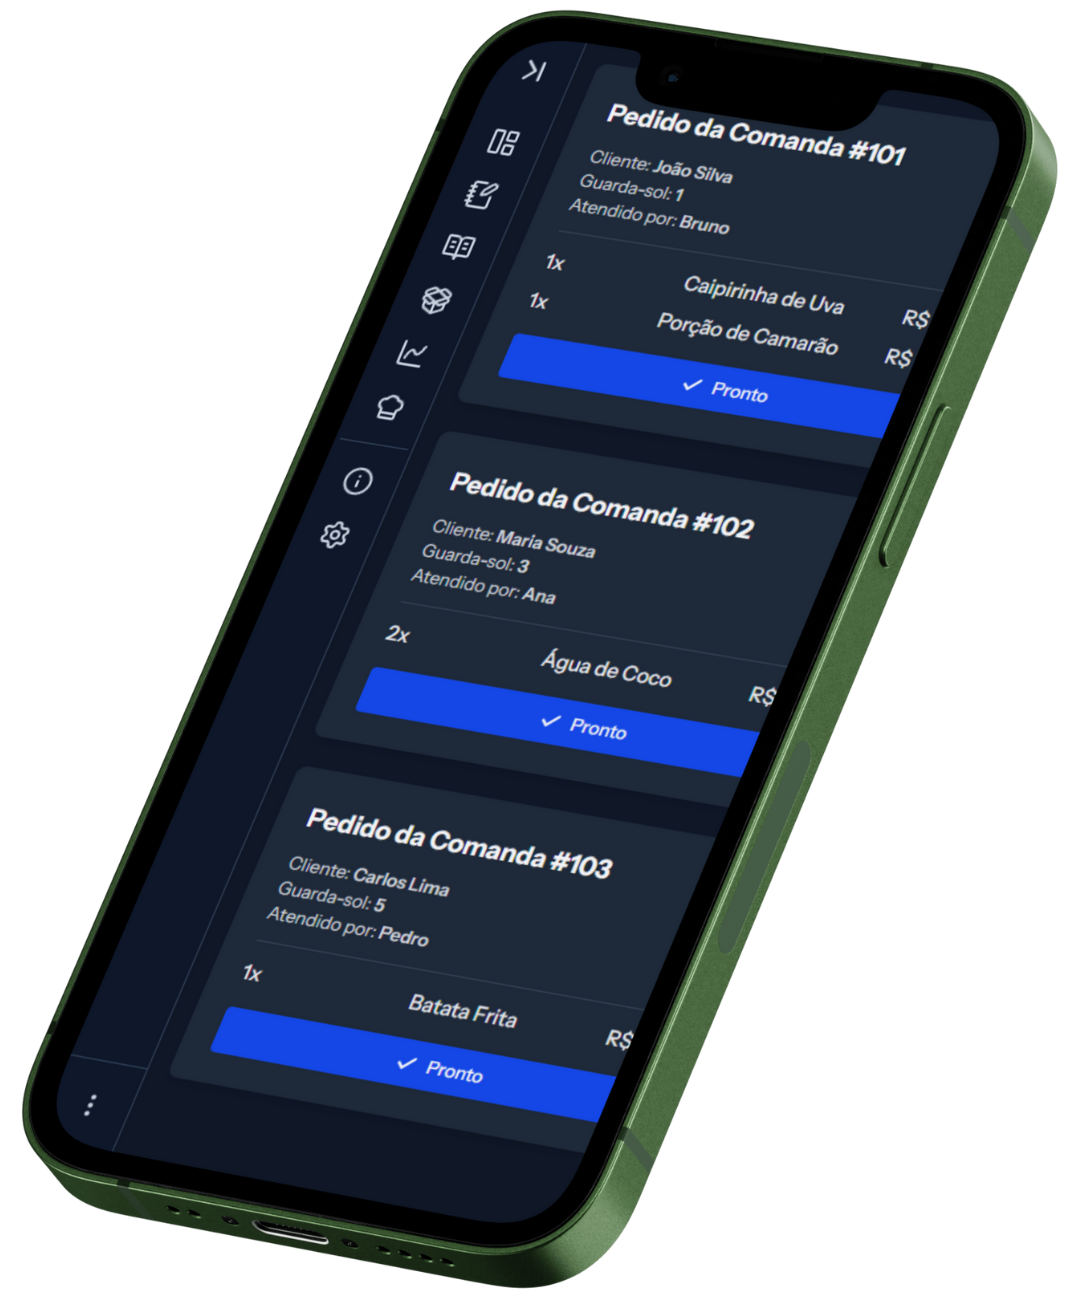 Pedido da Comanda #101
Cliente: João Silva
Guarda-sol: 1
Atendido por: Bruno
1x Caipirinha de Uva R$
1x Porção de Camarão R$
Pronto
Pedido da Comanda #102
Cliente: Maria Souza
Guarda-sol: 3
Atendido por: Ana
2x Água de Coco R$
Pronto
Pedido da Comanda #103
Cliente: Carlos Lima
Guarda-sol: 5
Atendido por: Pedro
1x Batata Frita R$
Pronto